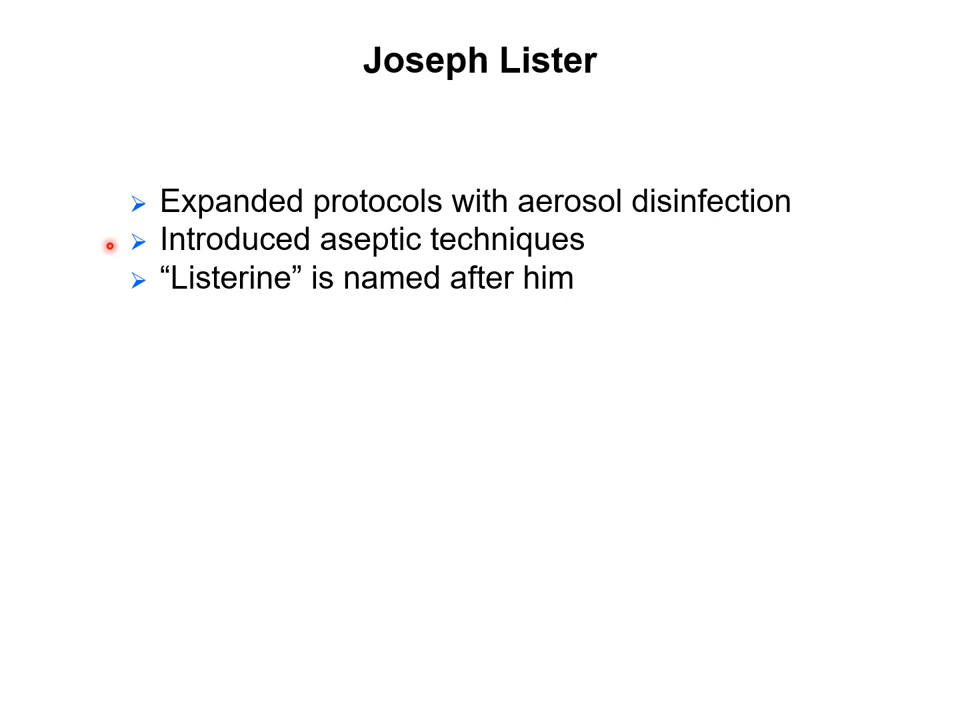 Joseph Lister
Expanded protocols with aerosol disinfection
Introduced aseptic techniques
“Listerine” is named after him